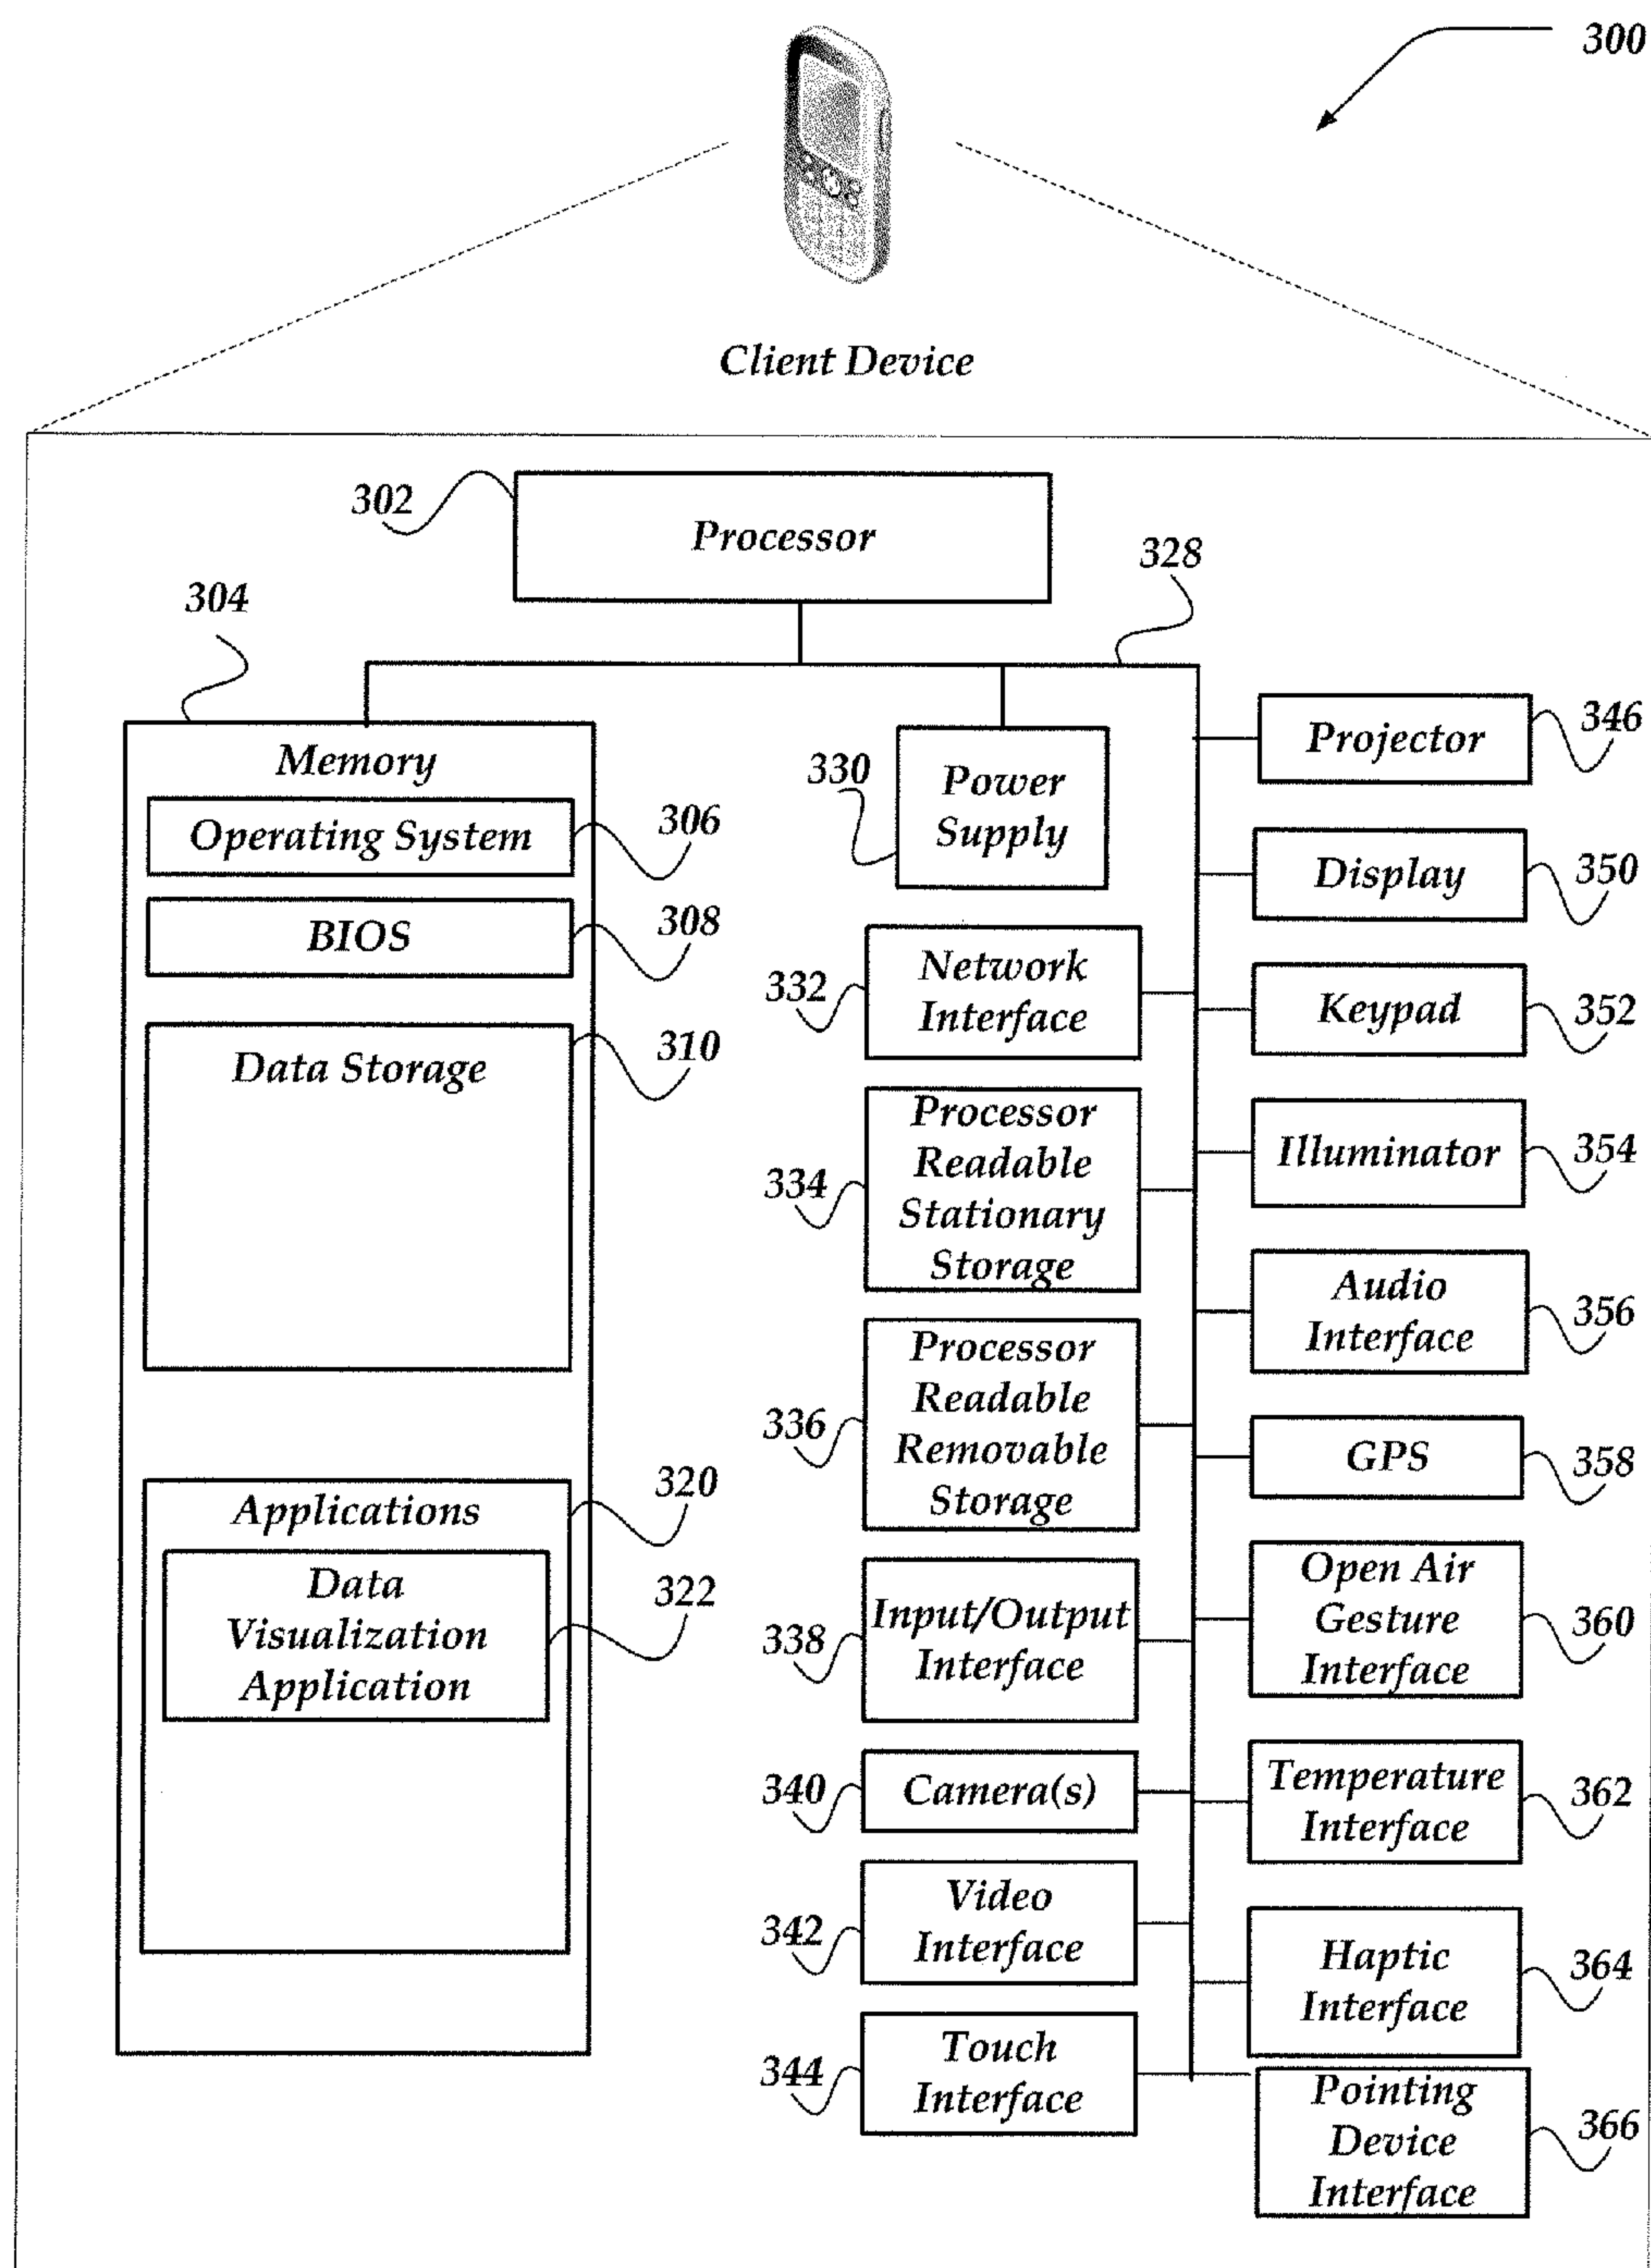 300
Client Device
302
Processor
328
304
Memory
Operating System
306
BIOS
308
Data Storage
310
Applications
320
Data
Visualization
Application
322
330
Power
Supply
332
Network
Interface
334
Processor
Readable
Stationary
Storage
336
Processor
Readable
Removable
Storage
338
Input/Output
Interface
340
Camera(s)
342
Video
Interface
344
Touch
Interface
Projector
346
Display
350
Keypad
352
Illuminator
354
Audio
Interface
356
GPS
358
Open Air
Gesture
Interface
360
Temperature
Interface
362
Haptic
Interface
364
Pointing
Device
Interface
366